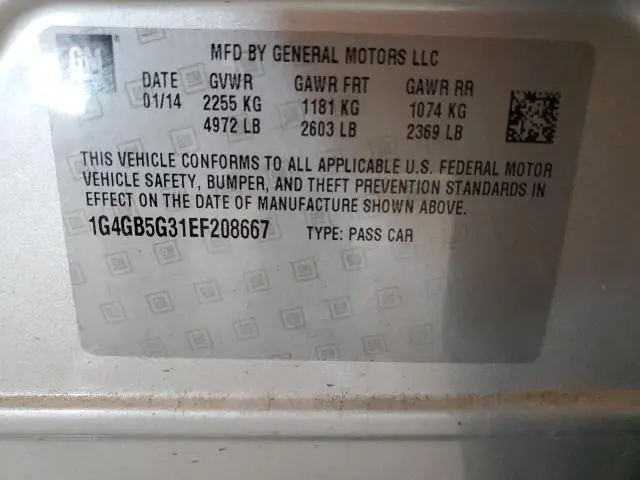 GM
MFD BY GENERAL MOTORS LLC
DATE GVWR GAWR FRT GAWR RR
01/14 2255 KG 1181 KG 1074 KG
4972 LB 2603 LB 2369 LB
THIS VEHICLE CONFORMS TO ALL APPLICABLE U.S. FEDERAL MOTOR
VEHICLE SAFETY, BUMPER, AND THEFT PREVENTION STANDARDS IN
EFFECT ON THE DATE OF MANUFACTURE SHOWN ABOVE.
1G4GB5G31EF208667 TYPE: PASS CAR